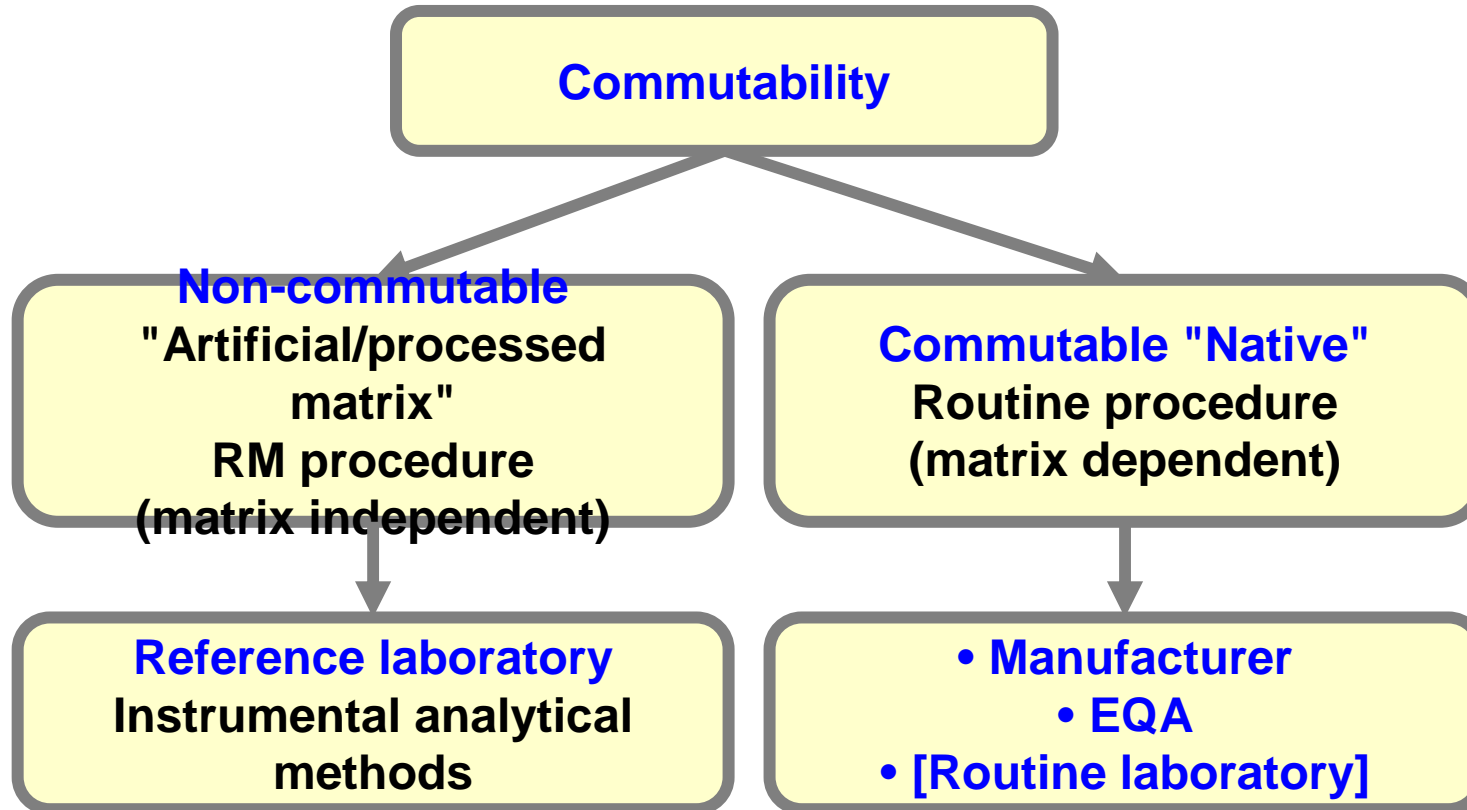 Commutability
Non-commutable
"Artificial/processed
matrix"
RM procedure
(matrix independent)
Commutable "Native"
Routine procedure
(matrix dependent)
Reference laboratory
Instrumental analytical
methods
• Manufacturer
• EQA
• [Routine laboratory]